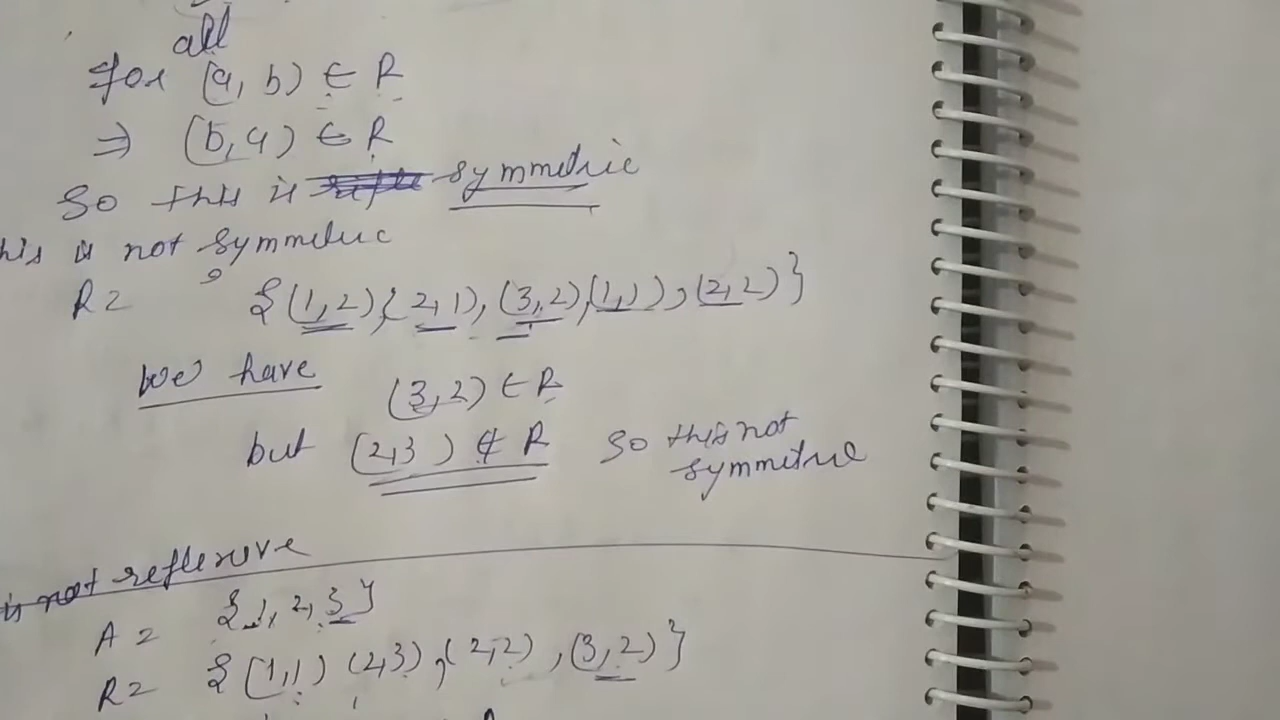 all
for (a, b) ∈ R
⇒ (b, a) ∈ R
So this is symmetric
his is not symmetric
R = {(1,2), (2,1), (3,2), (1,1), (2,2)}
We have (3,2) ∈ R
but (2,3) ∉ R So this not
symmetric
is not reflexive
A = {1, 2, 3}
R = {(1,1) (2,3), (2,2), (3,2)}